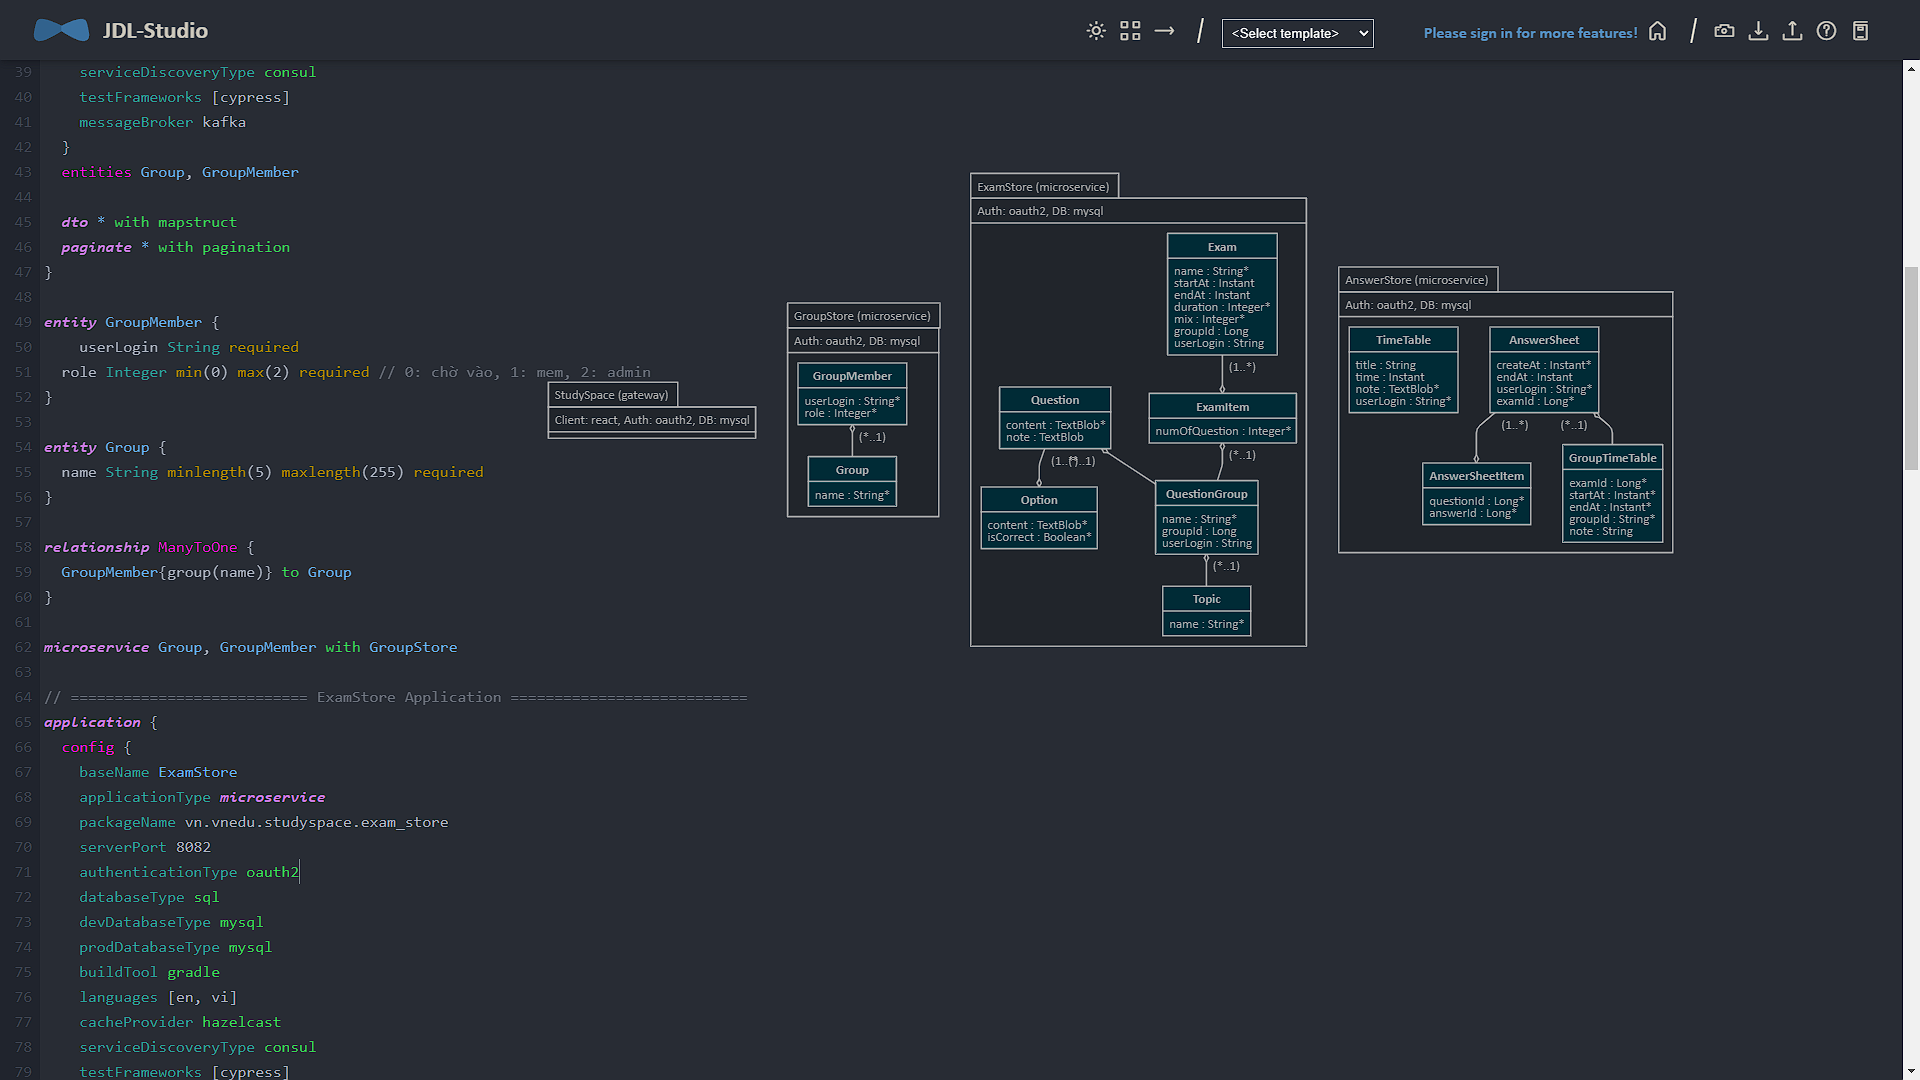 JDL-Studio
<Select template>
Please sign in for more features!
39 serviceDiscoveryType consul
40 testFrameworks [cypress]
41 messageBroker kafka
42 }
43 entities Group, GroupMember
44
45 dto * with mapstruct
46 paginate * with pagination
47 }
48
49 entity GroupMember {
50 userLogin String required
51 role Integer min(0) max(2) required // 0: chờ vào, 1: mem, 2: admin
52 }
53
54 entity Group {
55 name String minlength(5) maxlength(255) required
56 }
57
58 relationship ManyToOne {
59 GroupMember{group(name)} to Group
60 }
61
62 microservice Group, GroupMember with GroupStore
63
64 // =========================== ExamStore Application ===========================
65 application {
66 config {
67 baseName ExamStore
68 applicationType microservice
69 packageName vn.vnedu.studyspace.exam_store
70 serverPort 8082
71 authenticationType oauth2
72 databaseType sql
73 devDatabaseType mysql
74 prodDatabaseType mysql
75 buildTool gradle
76 languages [en, vi]
77 cacheProvider hazelcast
78 serviceDiscoveryType consul
79 testFrameworks [cypress]
StudySpace (gateway)
Client: react, Auth: oauth2, DB: mysql
GroupStore (microservice)
Auth: oauth2, DB: mysql
GroupMember
userLogin : String*
role : Integer*
(*..1)
Group
name : String*
ExamStore (microservice)
Auth: oauth2, DB: mysql
Exam
name : String*
startAt : Instant
endAt : Instant
duration : Integer*
mix : Integer*
groupId : Long
userLogin : String
(1..*)
Question
content : TextBlob*
note : TextBlob
ExamItem
numOfQuestion : Integer*
(*..1)
Option
content : TextBlob*
isCorrect : Boolean*
QuestionGroup
name : String*
groupId : Long
userLogin : String
(*..1)
Topic
name : String*
AnswerStore (microservice)
Auth: oauth2, DB: mysql
TimeTable
title : String
time : Instant
note : TextBlob*
userLogin : String*
AnswerSheet
createAt : Instant*
endAt : Instant
userLogin : String*
examId : Long*
(1..*)
(*..1)
AnswerSheetItem
questionId : Long*
answerId : Long*
GroupTimeTable
examId : Long*
startAt : Instant*
endAt : Instant*
groupId : String*
note : String